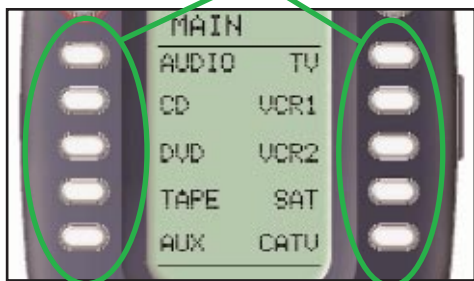 MAIN
AUDIO TV
CD VCR1
DVD VCR2
TAPE SAT
AUX CATV